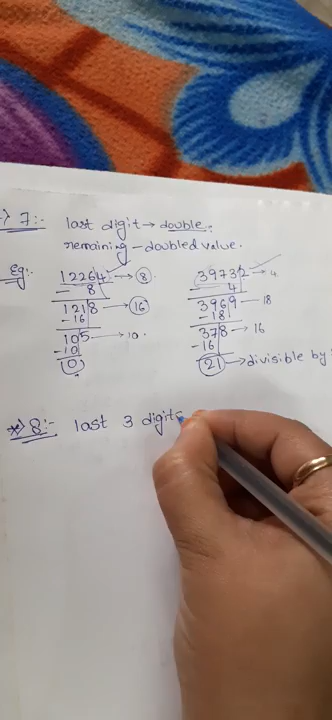 7:- last digit → double.
remaining - doubled value.
Eg:- 12264 → 8 39732 → 4
- 8 - 4
1218 → 16 3969 - 18
-16 -18
105 → 10 378 → 16
-10 -16
0 21 → divisible by
*) 8:- last 3 digits